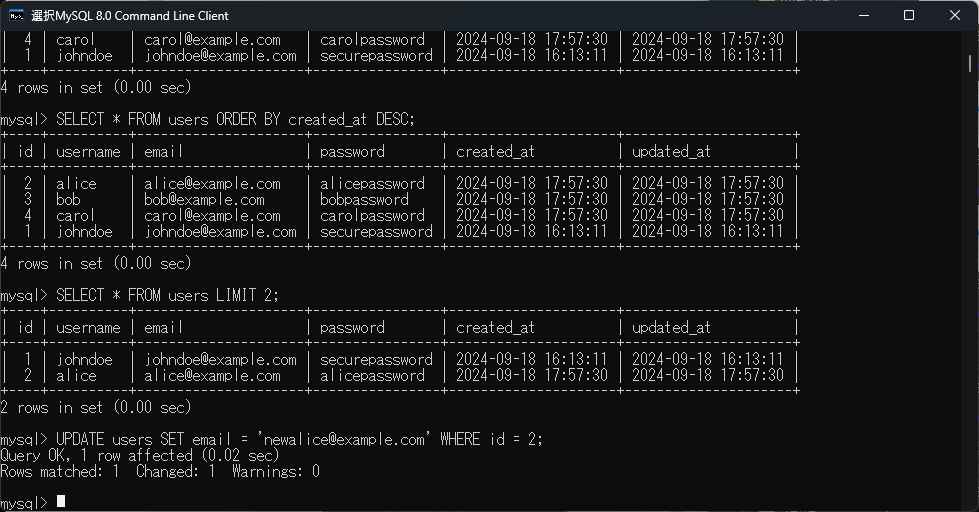 選択MySQL 8.0 Command Line Client
|  4 | carol    | carol@example.com   | carolpassword  | 2024-09-18 17:57:30 | 2024-09-18 17:57:30 |
|  1 | johndoe  | johndoe@example.com | securepassword | 2024-09-18 16:13:11 | 2024-09-18 16:13:11 |
+----+----------+---------------------+----------------+---------------------+---------------------+
4 rows in set (0.00 sec)
mysql> SELECT * FROM users ORDER BY created_at DESC;
+----+----------+---------------------+----------------+---------------------+---------------------+
| id | username | email               | password       | created_at          | updated_at          |
+----+----------+---------------------+----------------+---------------------+---------------------+
|  2 | alice    | alice@example.com   | alicepassword  | 2024-09-18 17:57:30 | 2024-09-18 17:57:30 |
|  3 | bob      | bob@example.com     | bobpassword    | 2024-09-18 17:57:30 | 2024-09-18 17:57:30 |
|  4 | carol    | carol@example.com   | carolpassword  | 2024-09-18 17:57:30 | 2024-09-18 17:57:30 |
|  1 | johndoe  | johndoe@example.com | securepassword | 2024-09-18 16:13:11 | 2024-09-18 16:13:11 |
+----+----------+---------------------+----------------+---------------------+---------------------+
4 rows in set (0.00 sec)
mysql> SELECT * FROM users LIMIT 2;
+----+----------+---------------------+----------------+---------------------+---------------------+
| id | username | email               | password       | created_at          | updated_at          |
+----+----------+---------------------+----------------+---------------------+---------------------+
|  1 | johndoe  | johndoe@example.com | securepassword | 2024-09-18 16:13:11 | 2024-09-18 16:13:11 |
|  2 | alice    | alice@example.com   | alicepassword  | 2024-09-18 17:57:30 | 2024-09-18 17:57:30 |
+----+----------+---------------------+----------------+---------------------+---------------------+
2 rows in set (0.00 sec)
mysql> UPDATE users SET email = 'newalice@example.com' WHERE id = 2;
Query OK, 1 row affected (0.02 sec)
Rows matched: 1  Changed: 1  Warnings: 0
mysql>